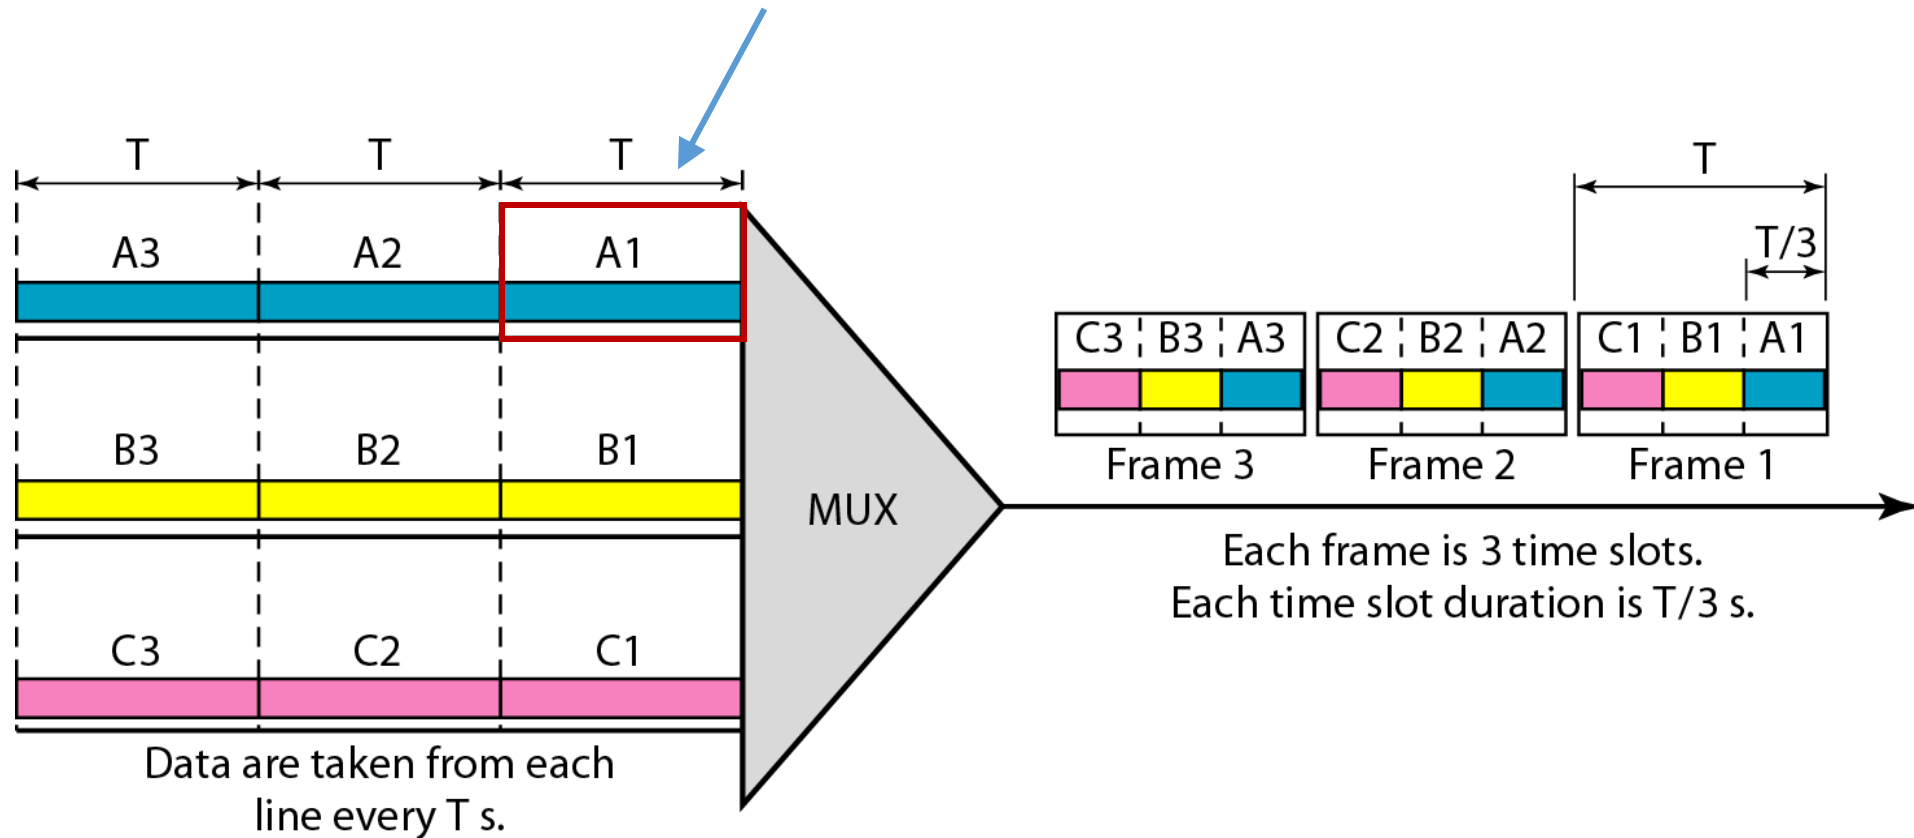 T T T
A3 A2 A1
B3 B2 B1
C3 C2 C1
Data are taken from each
line every T s.
MUX
T
T/3
C3 B3 A3 C2 B2 A2 C1 B1 A1
Frame 3 Frame 2 Frame 1
Each frame is 3 time slots.
Each time slot duration is T/3 s.